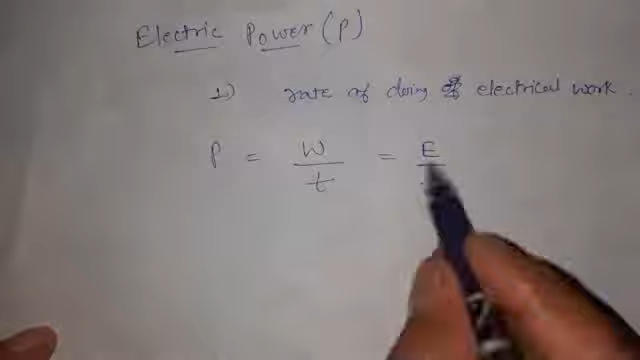 Electric Power (P)
1) rate of doing electrical work.
P = W/t = E